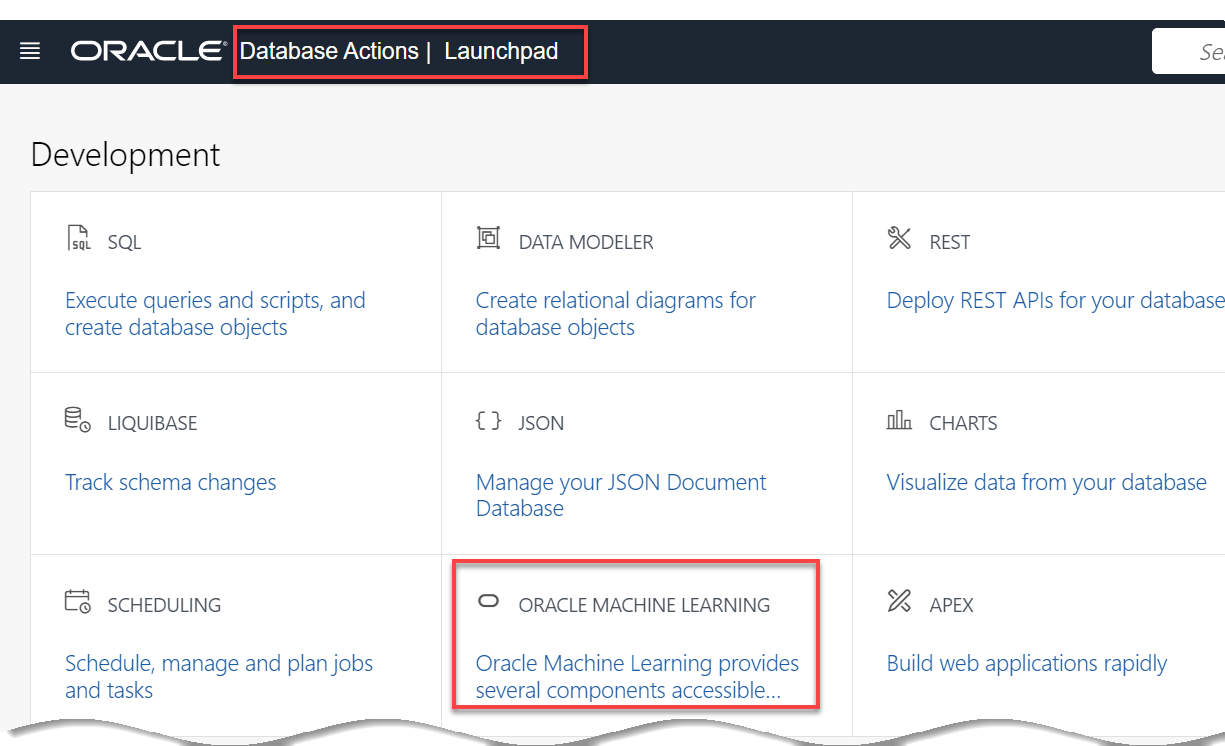 ORACLE® Database Actions | Launchpad
Development
SQL
Execute queries and scripts, and
create database objects
DATA MODELER
Create relational diagrams for
database objects
REST
Deploy REST APIs for your database
LIQUIBASE
Track schema changes
{ } JSON
Manage your JSON Document
Database
CHARTS
Visualize data from your database
SCHEDULING
Schedule, manage and plan jobs
and tasks
ORACLE MACHINE LEARNING
Oracle Machine Learning provides
several components accessible...
APEX
Build web applications rapidly